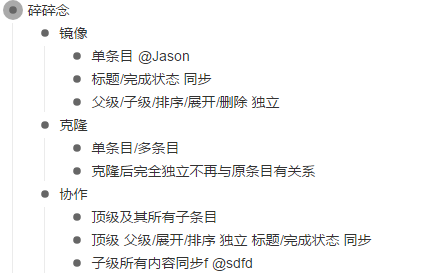 碎碎念
镜像
单条目 @Jason
标题/完成状态 同步
父级/子级/排序/展开/删除 独立
克隆
单条目/多条目
克隆后完全独立不再与原条目有关系
协作
顶级及其所有子条目
顶级 父级/展开/排序 独立 标题/完成状态 同步
子级所有内容同步f @sdfd